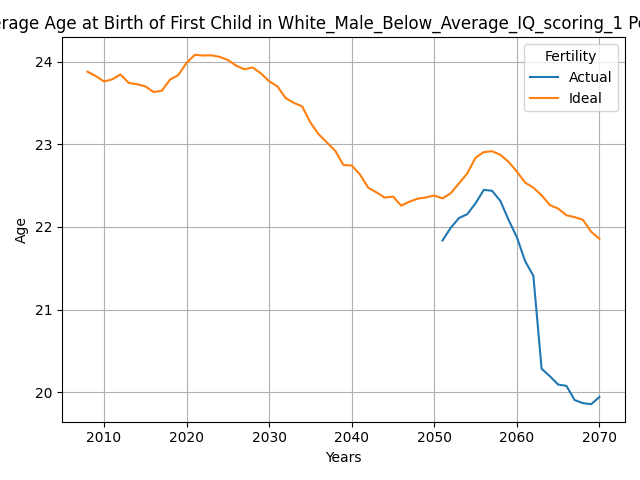 erage Age at Birth of First Child in White_Male_Below_Average_IQ_scoring_1 Po
Fertility
Actual
Ideal
24
23
22
21
20
Age
2010 2020 2030 2040 2050 2060 2070
Years